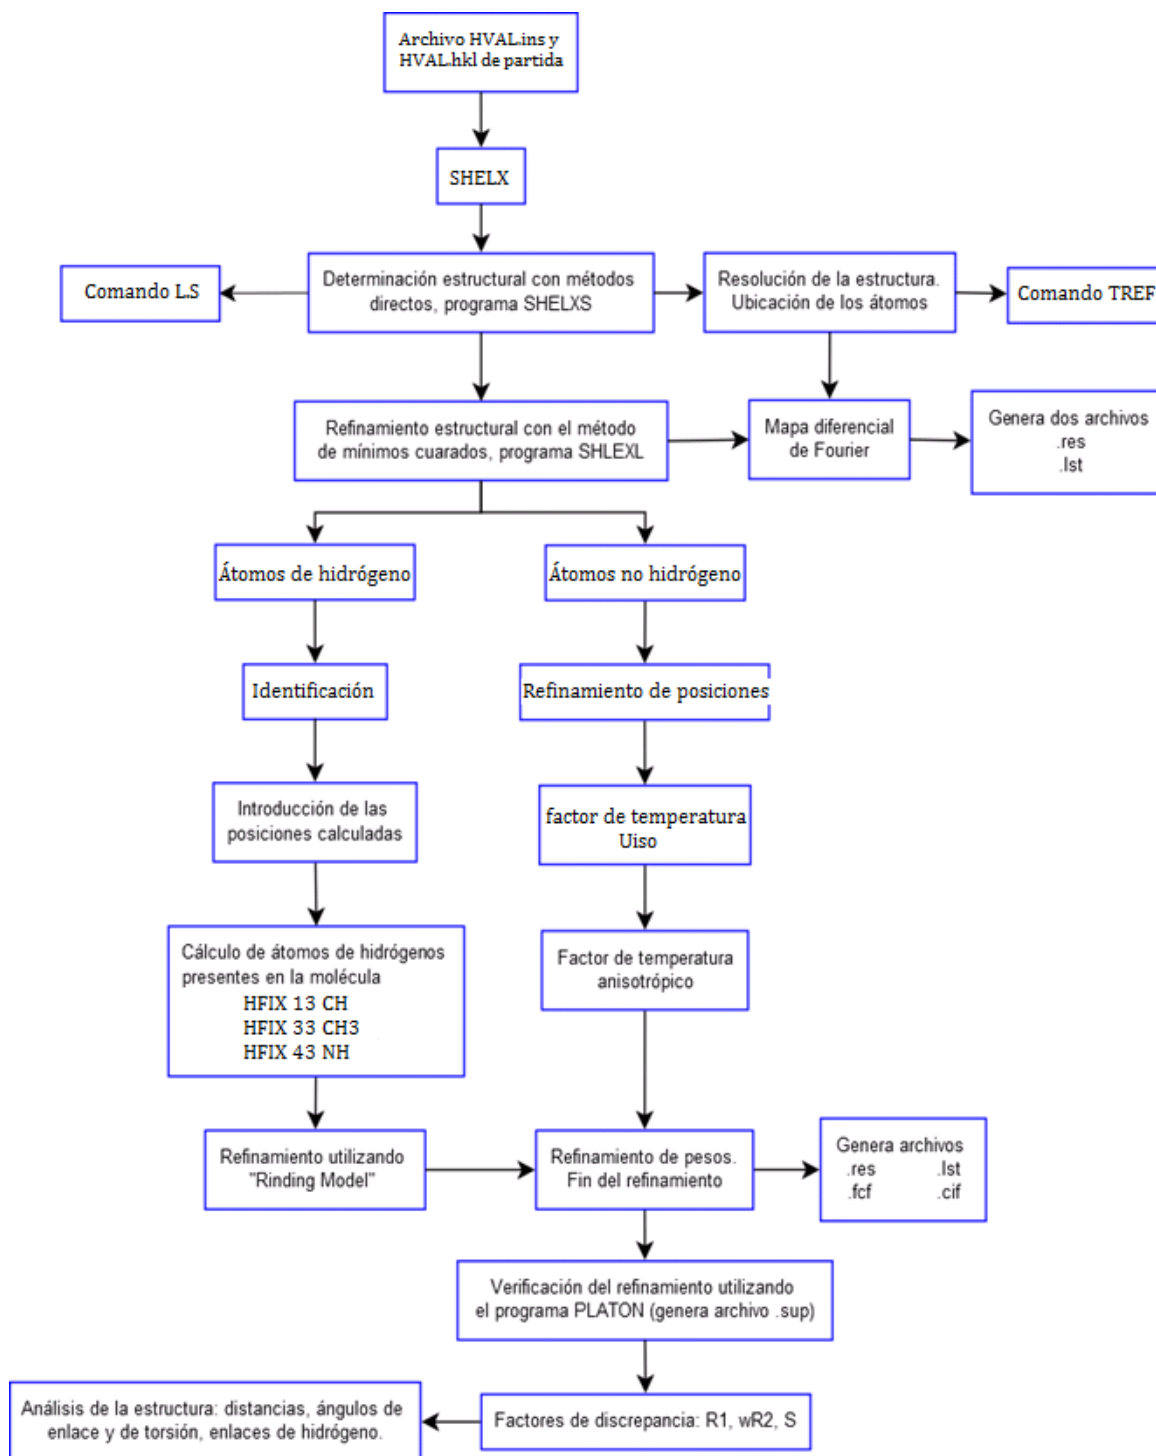 Archivo HVAL.ins y
HVAL.hkl de partida
SHELX
Comando L.S
Determinación estructural con métodos
directos, programa SHELXS
Resolución de la estructura.
Ubicación de los átomos
Comando TREF
Refinamiento estructural con el método
de mínimos cuarados, programa SHLEXL
Mapa diferencial
de Fourier
Genera dos archivos
.res
.lst
Átomos de hidrógeno
Átomos no hidrógeno
Identificación
Refinamiento de posiciones
Introducción de las
posiciones calculadas
factor de temperatura
Uiso
Cálculo de átomos de hidrógenos
presentes en la molécula
HFIX 13 CH
HFIX 33 CH3
HFIX 43 NH
Factor de temperatura
anisotrópico
Refinamiento utilizando
"Rinding Model"
Refinamiento de pesos.
Fin del refinamiento
Genera archivos
.res .lst
.fcf .cif
Verificación del refinamiento utilizando
el programa PLATON (genera archivo .sup)
Análisis de la estructura: distancias, ángulos de
enlace y de torsión, enlaces de hidrógeno.
Factores de discrepancia: R1, wR2, S